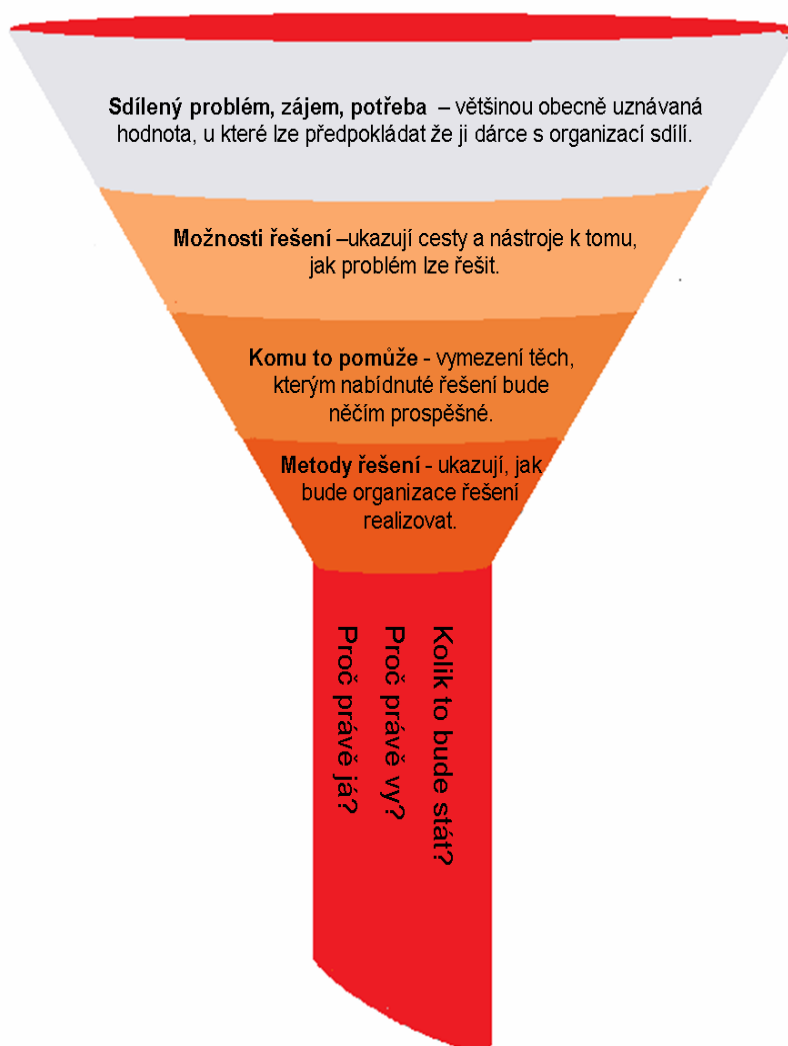 Sdílený problém, zájem, potřeba – většinou obecně uznávaná
hodnota, u které lze předpokládat že ji dárce s organizací sdílí.
Možnosti řešení –ukazují cesty a nástroje k tomu,
jak problém lze řešit.
Komu to pomůže - vymezení těch,
kterým nabídnuté řešení bude
něčím prospěšné.
Metody řešení - ukazují, jak
bude organizace řešení
realizovat.
Kolik to bude stát?
Proč právě vy?
Proč právě já?